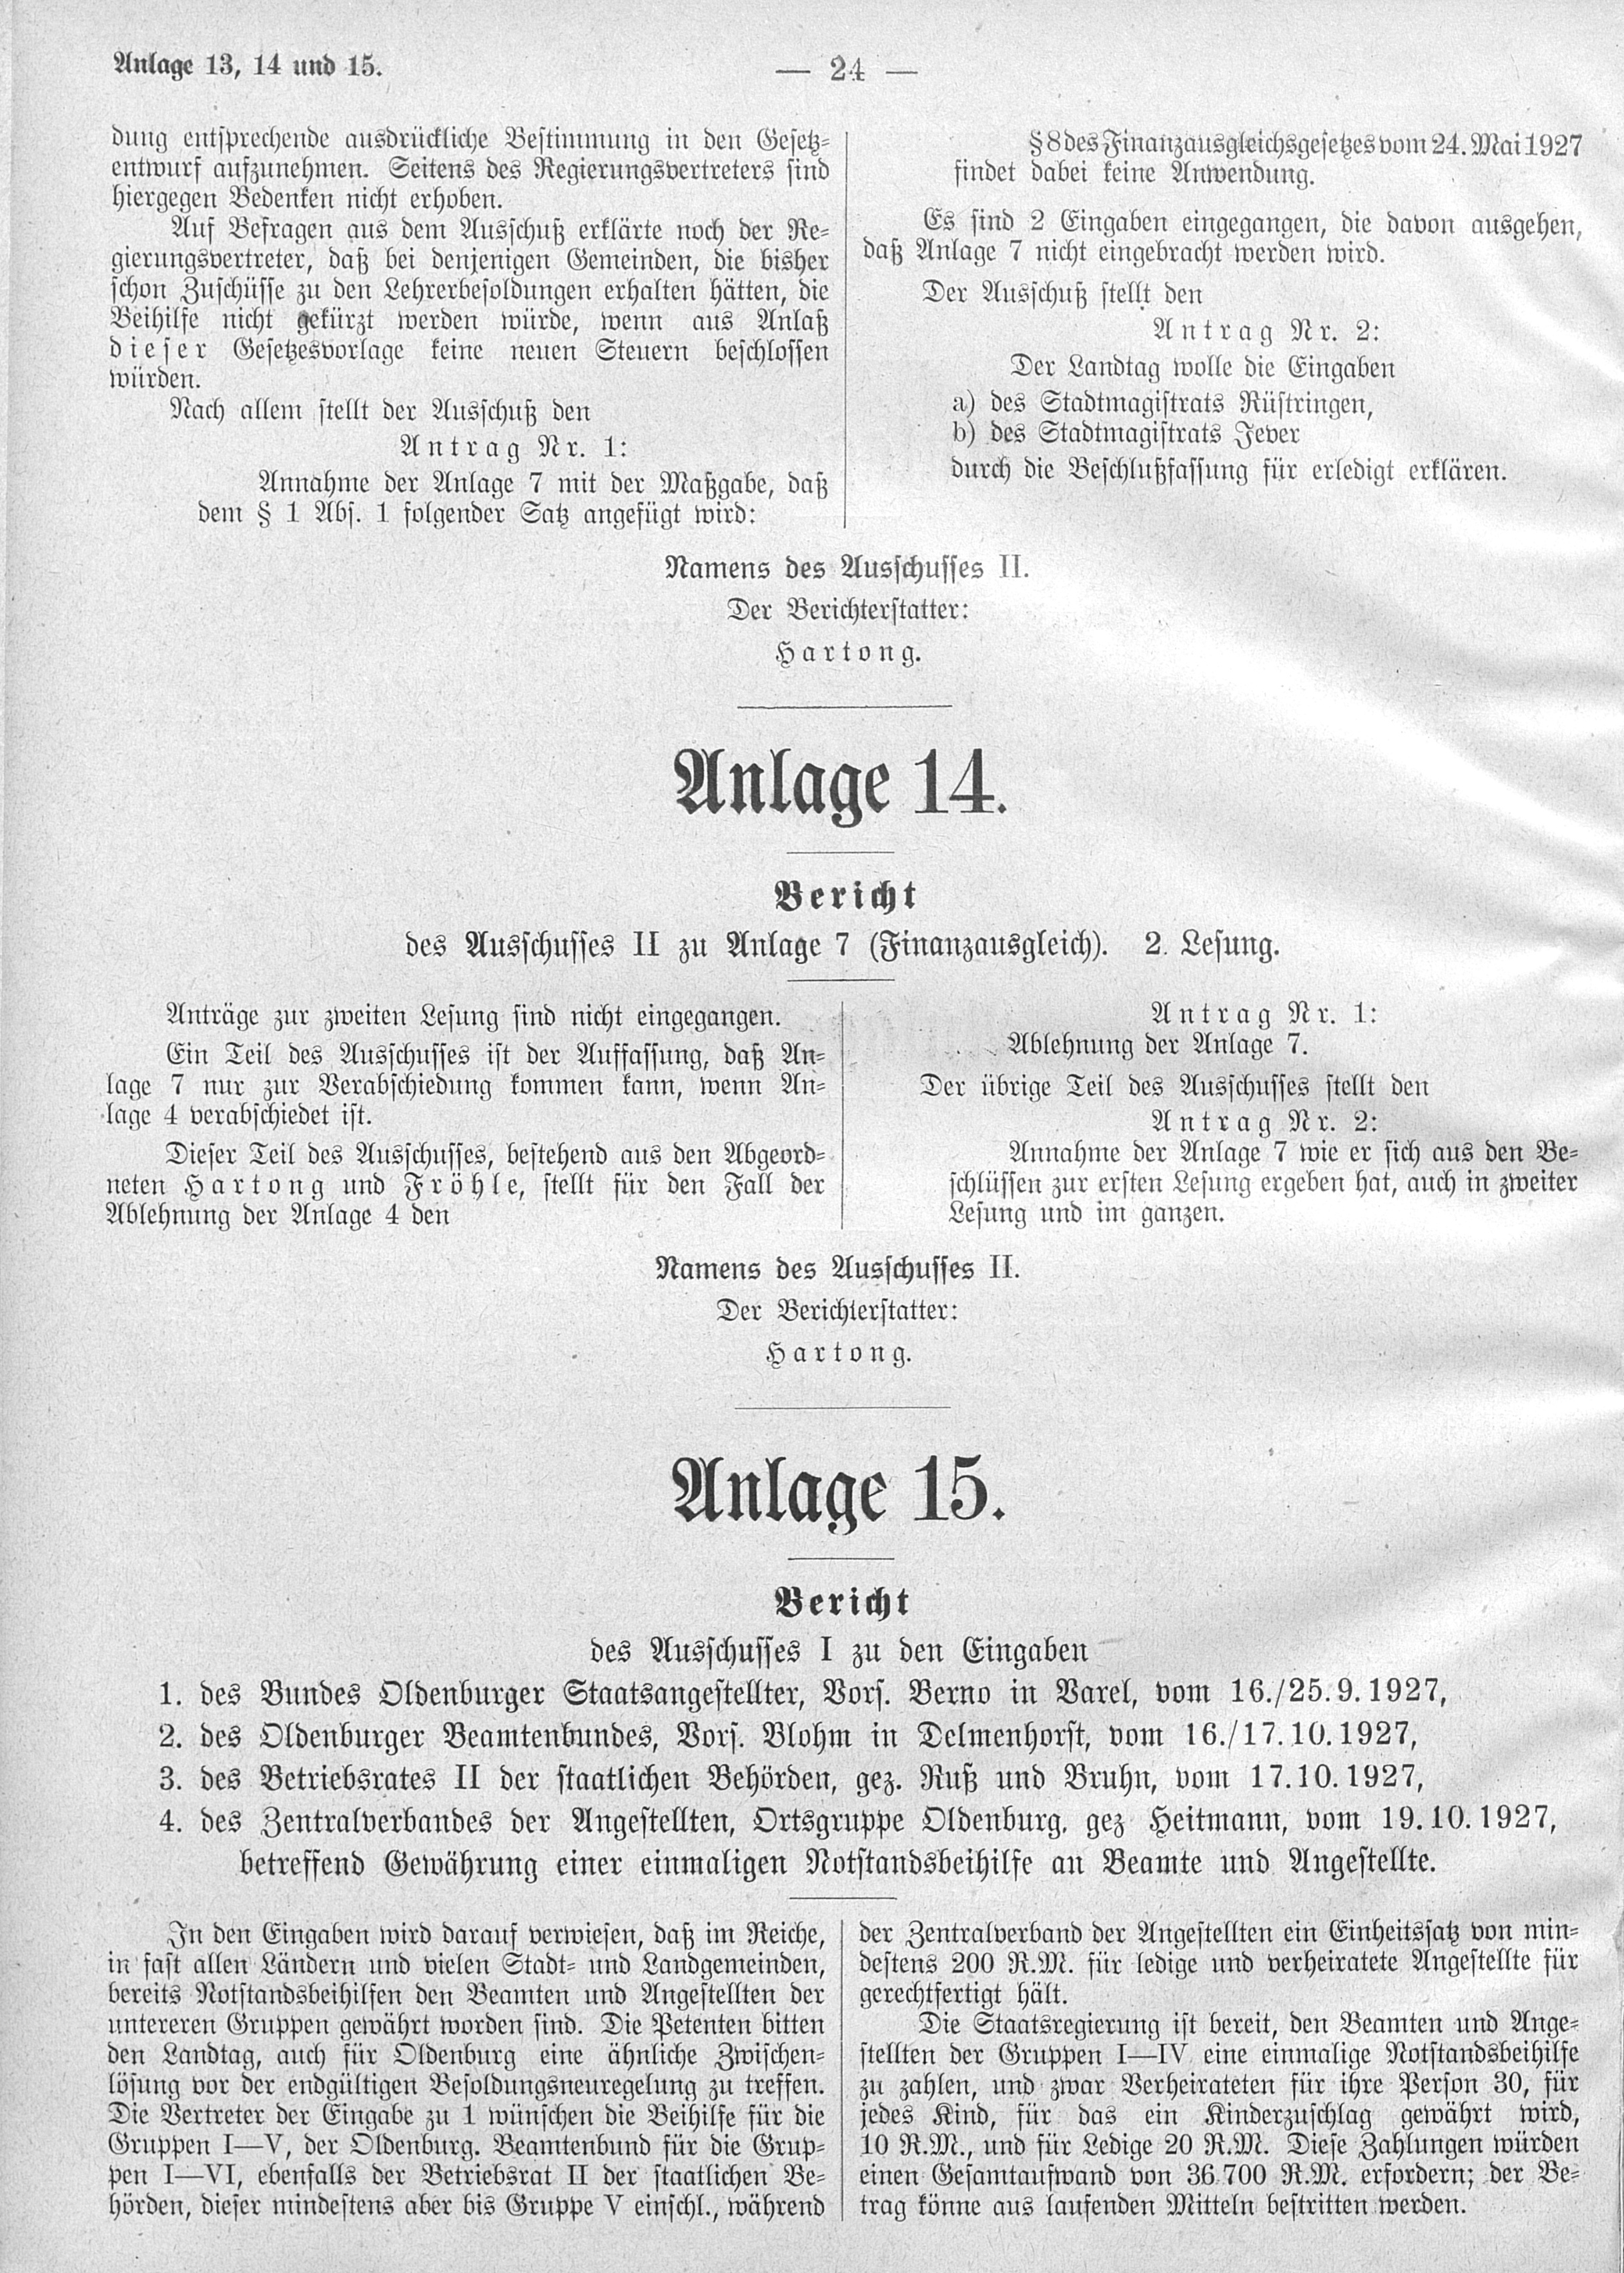 Anlage 13, 14 und 15.
— 24 —
dung entsprechende ausdrückliche Bestimmung in den Gesetz-
entwurf aufzunehmen. Seitens des Regierungsvertreters sind
hiergegen Bedenken nicht erhoben.
Auf Befragen aus dem Ausschuß erklärte noch der Re-
gierungsvertreter, daß bei denjenigen Gemeinden, die bisher
schon Zuschüsse zu den Lehrerbesoldungen erhalten hätten, die
Beihilfe nicht gekürzt werden würde, wenn aus Anlaß
dieser Gesetzesvorlage keine neuen Steuern beschlossen
würden.
Nach allem stellt der Ausschuß den
Antrag Nr. 1:
Annahme der Anlage 7 mit der Maßgabe, daß
dem § 1 Abs. 1 folgender Satz angefügt wird:
§ 8 des Finanzausgleichsgesetzes vom 24. Mai 1927
findet dabei keine Anwendung.
Es sind 2 Eingaben eingegangen, die davon ausgehen,
daß Anlage 7 nicht eingebracht werden wird.
Der Ausschuß stellt den
Antrag Nr. 2:
Der Landtag wolle die Eingaben
a) des Stadtmagistrats Rüstringen,
b) des Stadtmagistrats Jever
durch die Beschlußfassung für erledigt erklären.
Namens des Ausschusses II.
Der Berichterstatter:
Hartong.
Anlage 14.
Bericht
des Ausschusses II zu Anlage 7 (Finanzausgleich). 2. Lesung.
Anträge zur zweiten Lesung sind nicht eingegangen.
Ein Teil des Ausschusses ist der Auffassung, daß An-
lage 7 nur zur Verabschiedung kommen kann, wenn An-
lage 4 verabschiedet ist.
Dieser Teil des Ausschusses, bestehend aus den Abgeord-
neten Hartong und Fröhle, stellt für den Fall der
Ablehnung der Anlage 4 den
Antrag Nr. 1:
Ablehnung der Anlage 7.
Der übrige Teil des Ausschusses stellt den
Antrag Nr. 2:
Annahme der Anlage 7 wie er sich aus den Be-
schlüssen zur ersten Lesung ergeben hat, auch in zweiter
Lesung und im ganzen.
Namens des Ausschusses II.
Der Berichterstatter:
Hartong.
Anlage 15.
Bericht
des Ausschusses I zu den Eingaben
1. des Bundes Oldenburger Staatsangestellter, Vors. Berno in Varel, vom 16./25. 9. 1927,
2. des Oldenburger Beamtenbundes, Vors. Blohm in Delmenhorst, vom 16./17. 10. 1927,
3. des Betriebsrates II der staatlichen Behörden, gez. Ruß und Bruhn, vom 17. 10. 1927,
4. des Zentralverbandes der Angestellten, Ortsgruppe Oldenburg, gez Heitmann, vom 19. 10. 1927,
betreffend Gewährung einer einmaligen Notstandsbeihilfe an Beamte und Angestellte.
In den Eingaben wird darauf verwiesen, daß im Reiche,
in fast allen Ländern und vielen Stadt- und Landgemeinden,
bereits Notstandsbeihilfen den Beamten und Angestellten der
untereren Gruppen gewährt worden sind. Die Petenten bitten
den Landtag, auch für Oldenburg eine ähnliche Zwischen-
lösung vor der endgültigen Besoldungsneuregelung zu treffen.
Die Vertreter der Eingabe zu 1 wünschen die Beihilfe für die
Gruppen I—V, der Oldenburg. Beamtenbund für die Grup-
pen I—VI, ebenfalls der Betriebsrat II der staatlichen Be-
hörden, dieser mindestens aber bis Gruppe V einschl., während
der Zentralverband der Angestellten ein Einheitssatz von min-
destens 200 R.M. für ledige und verheiratete Angestellte für
gerechtfertigt hält.
Die Staatsregierung ist bereit, den Beamten und Ange-
stellten der Gruppen I—IV eine einmalige Notstandsbeihilfe
zu zahlen, und zwar Verheirateten für ihre Person 30, für
jedes Kind, für das ein Kinderzuschlag gewährt wird,
10 R.M., und für Ledige 20 R.M. Diese Zahlungen würden
einen Gesamtaufwand von 36.700 R.M. erfordern; der Be-
trag könne aus laufenden Mitteln bestritten werden.